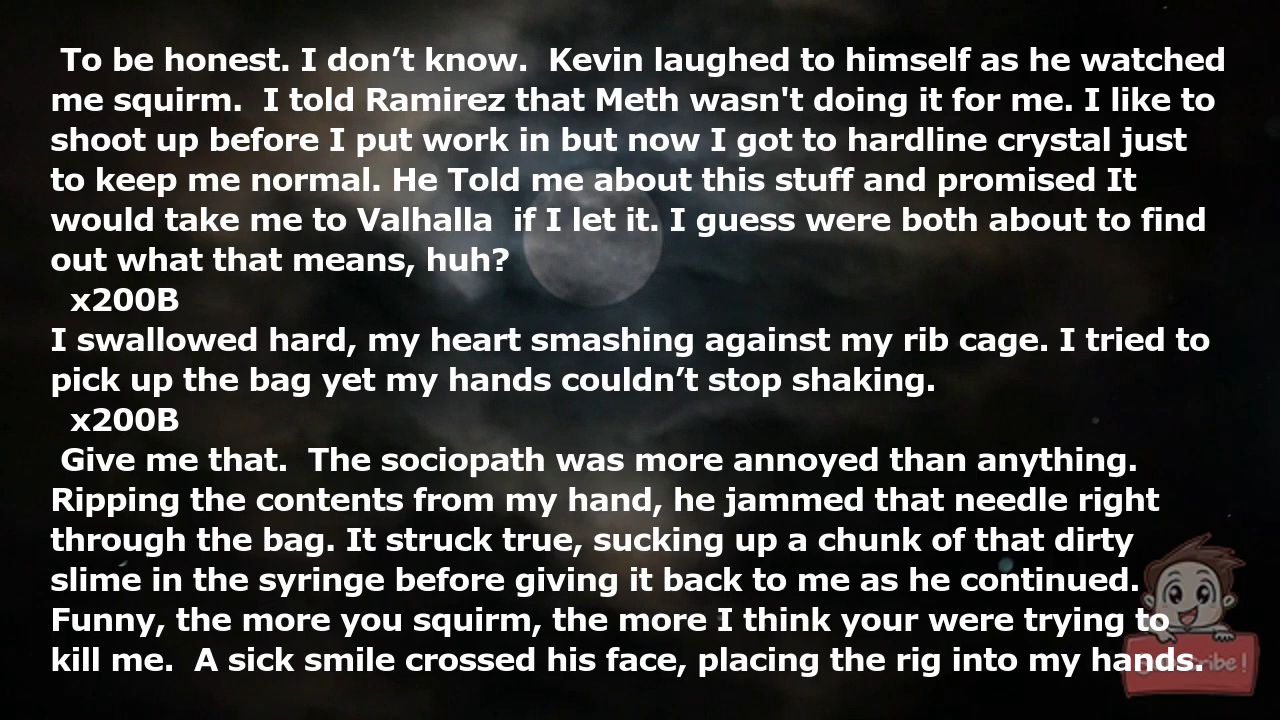 To be honest. I don’t know.  Kevin laughed to himself as he watched
me squirm.  I told Ramirez that Meth wasn't doing it for me. I like to
shoot up before I put work in but now I got to hardline crystal just
to keep me normal. He Told me about this stuff and promised It
would take me to Valhalla  if I let it. I guess were both about to find
out what that means, huh?
x200B
I swallowed hard, my heart smashing against my rib cage. I tried to
pick up the bag yet my hands couldn’t stop shaking.
x200B
Give me that.  The sociopath was more annoyed than anything.
Ripping the contents from my hand, he jammed that needle right
through the bag. It struck true, sucking up a chunk of that dirty
slime in the syringe before giving it back to me as he continued.
Funny, the more you squirm, the more I think your were trying to
kill me.  A sick smile crossed his face, placing the rig into my hands.